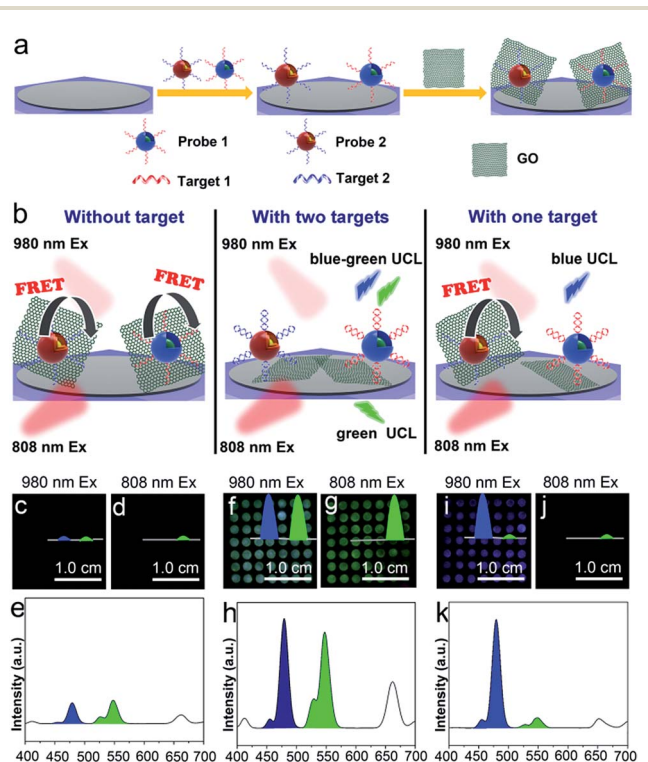 a
Probe 1
Probe 2
GO
Target 1
Target 2
b
Without target
With two targets
With one target
980 nm Ex
980 nm Ex
980 nm Ex
blue-green UCL
blue UCL
FRET
FRET
FRET
808 nm Ex
808 nm Ex
green UCL
808 nm Ex
980 nm Ex
808 nm Ex
980 nm Ex
808 nm Ex
980 nm Ex
808 nm Ex
c
d
f
g
i
j
1.0 cm
1.0 cm
1.0 cm
1.0 cm
1.0 cm
1.0 cm
e
h
k
Intensity (a.u.)
Intensity (a.u.)
Intensity (a.u.)
400 450 500 550 600 650 700
400 450 500 550 600 650 700
400 450 500 550 600 650 700